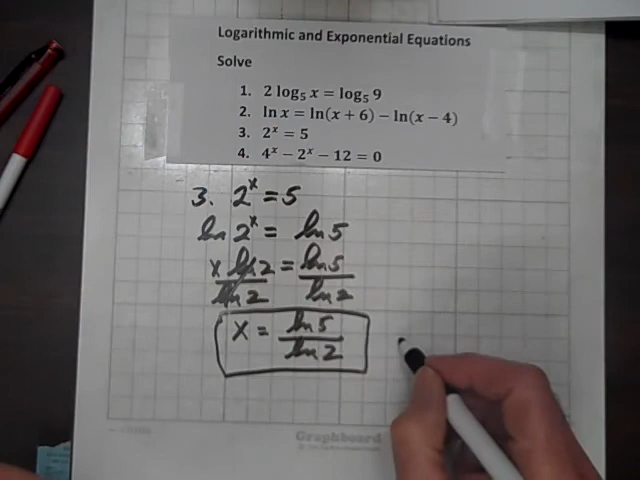 Logarithmic and Exponential Equations
Solve
1. 2 log₅ x = log₅ 9
2. ln x = ln(x + 6) − ln(x − 4)
3. 2ˣ = 5
4. 4ˣ − 2ˣ − 12 = 0
3. 2ˣ = 5
ln 2ˣ = ln 5
x ln 2 / ln 2 = ln 5 / ln 2
x = ln 5 / ln 2
Graphboard